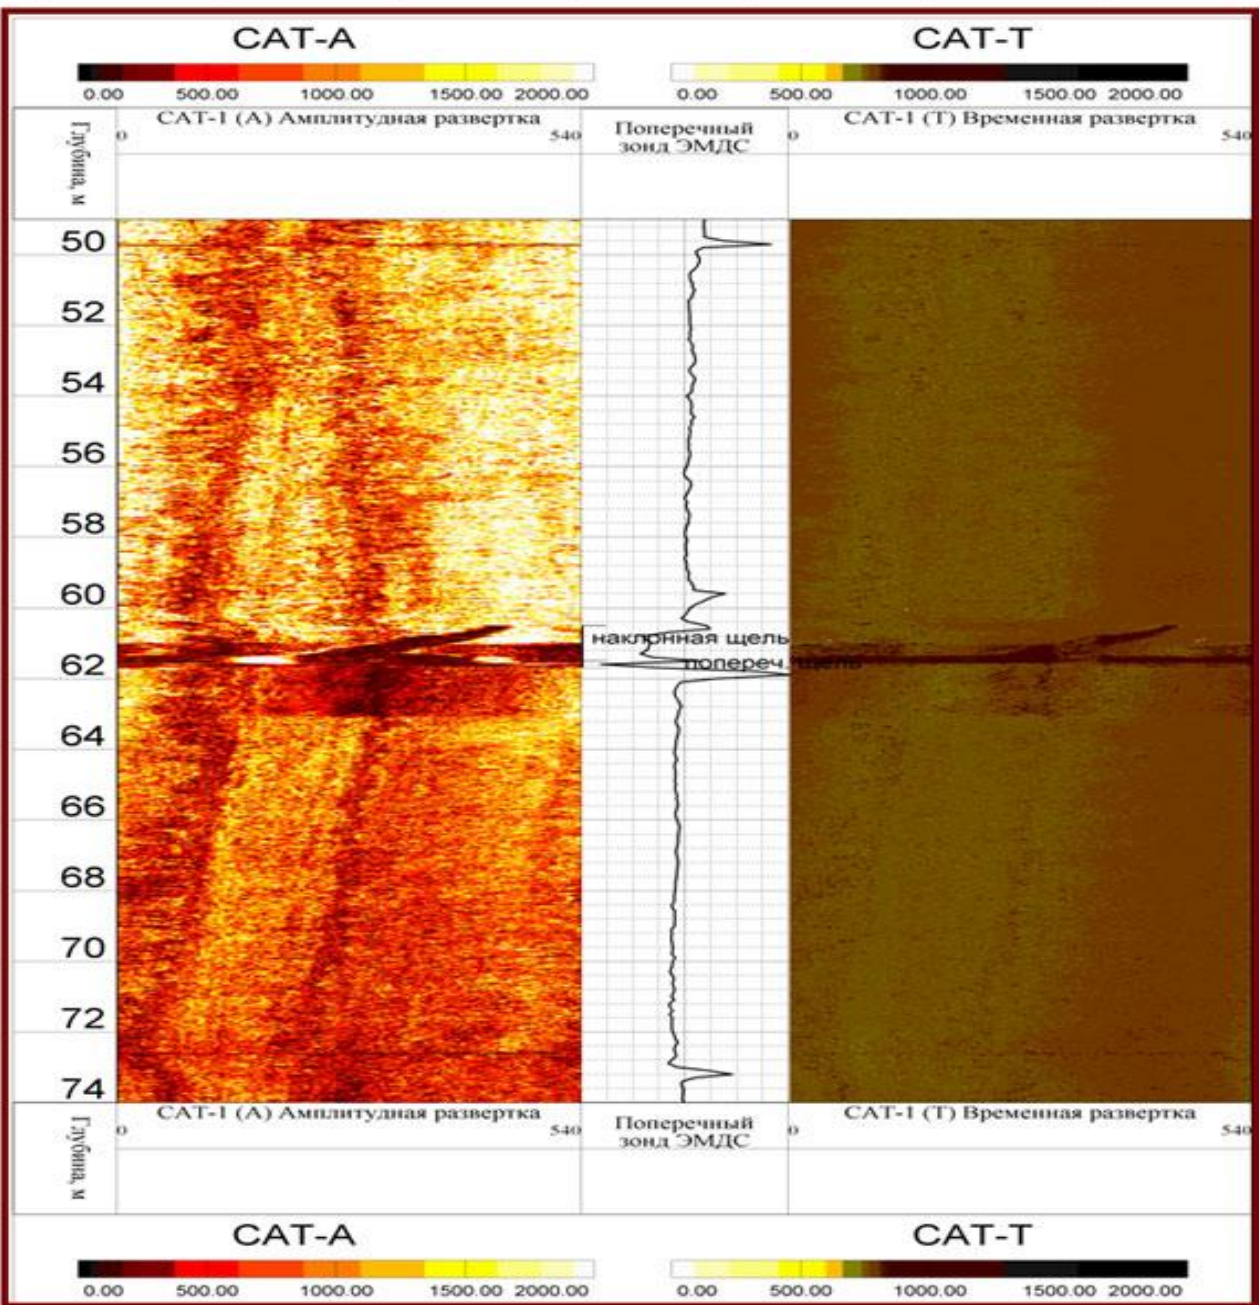 CAT-A
CAT-T
0.00 500.00 1000.00 1500.00 2000.00
0.00 500.00 1000.00 1500.00 2000.00
Глубина, м
0 САТ-1 (А) Амплитудная развертка 540
Поперечный
зонд ЭМДС
0 САТ-1 (Т) Временная развертка 540
50
52
54
56
58
60
наклонная щель
62
попереч. щель
64
66
68
70
72
74
Глубина, м
0 САТ-1 (А) Амплитудная развертка 540
Поперечный
зонд ЭМДС
0 САТ-1 (Т) Временная развертка 540
CAT-A
CAT-T
0.00 500.00 1000.00 1500.00 2000.00
0.00 500.00 1000.00 1500.00 2000.00